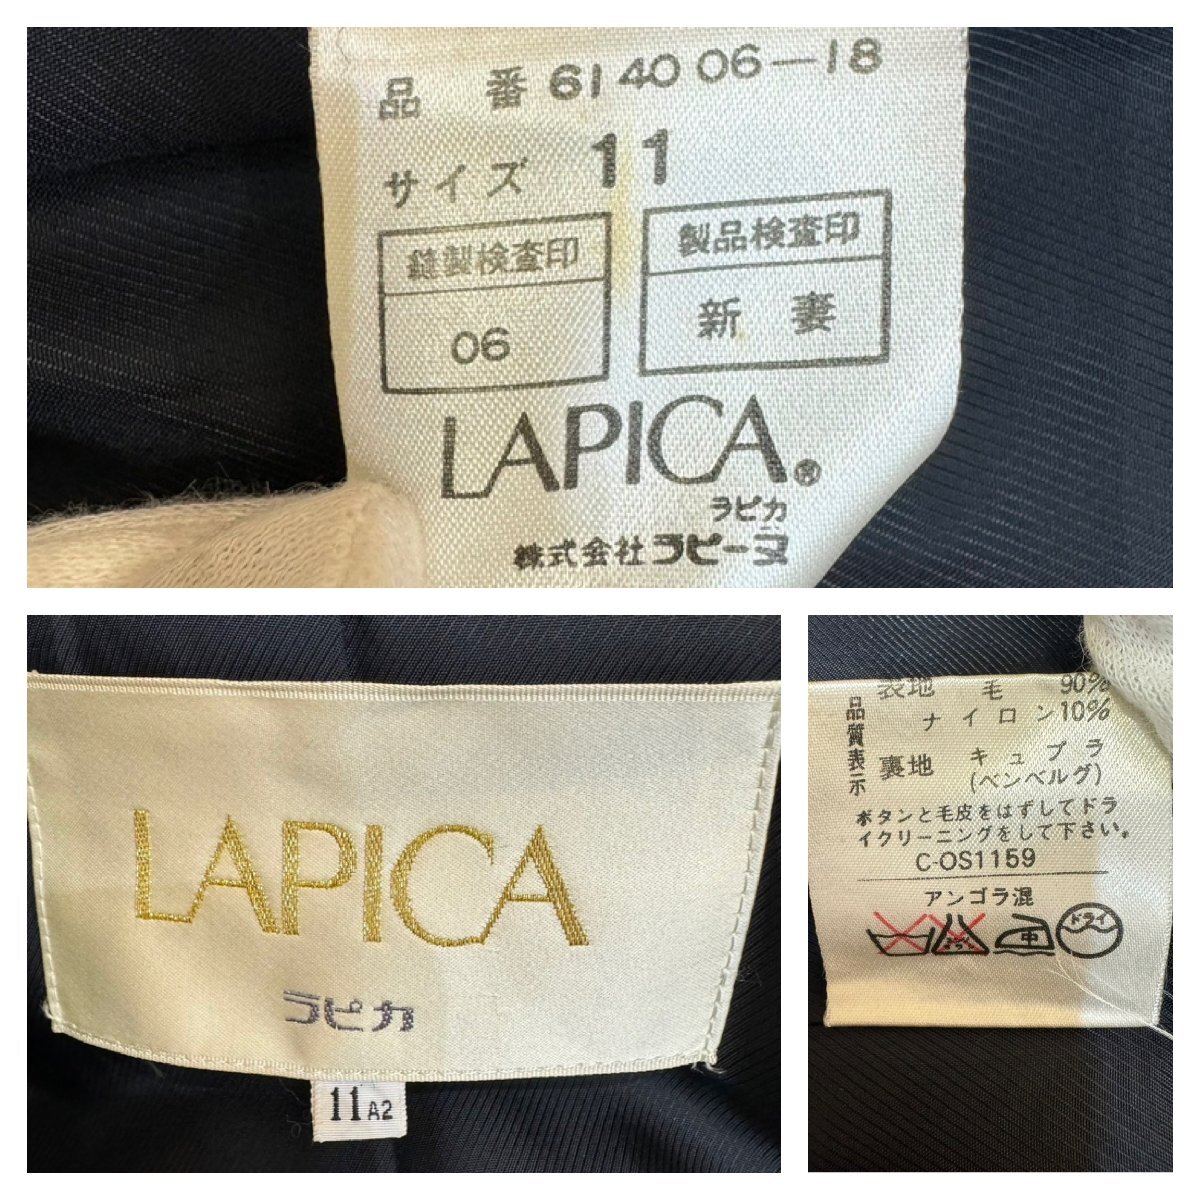 品 番 614006-18
サイズ 11
縫製検査印
06
製品検査印
新 妻
LAPICA®
ラピカ
株式会社 ラピーヌ
LAPICA
ラピカ
11 A2
品質表示
表地 毛 90%
ナイロン 10%
裏地 キュプラ
(ベンベルグ)
ボタンと毛皮をはずしてドラ
イクリーニングをして下さい。
C-OS1159
アンゴラ混
中
ドライ